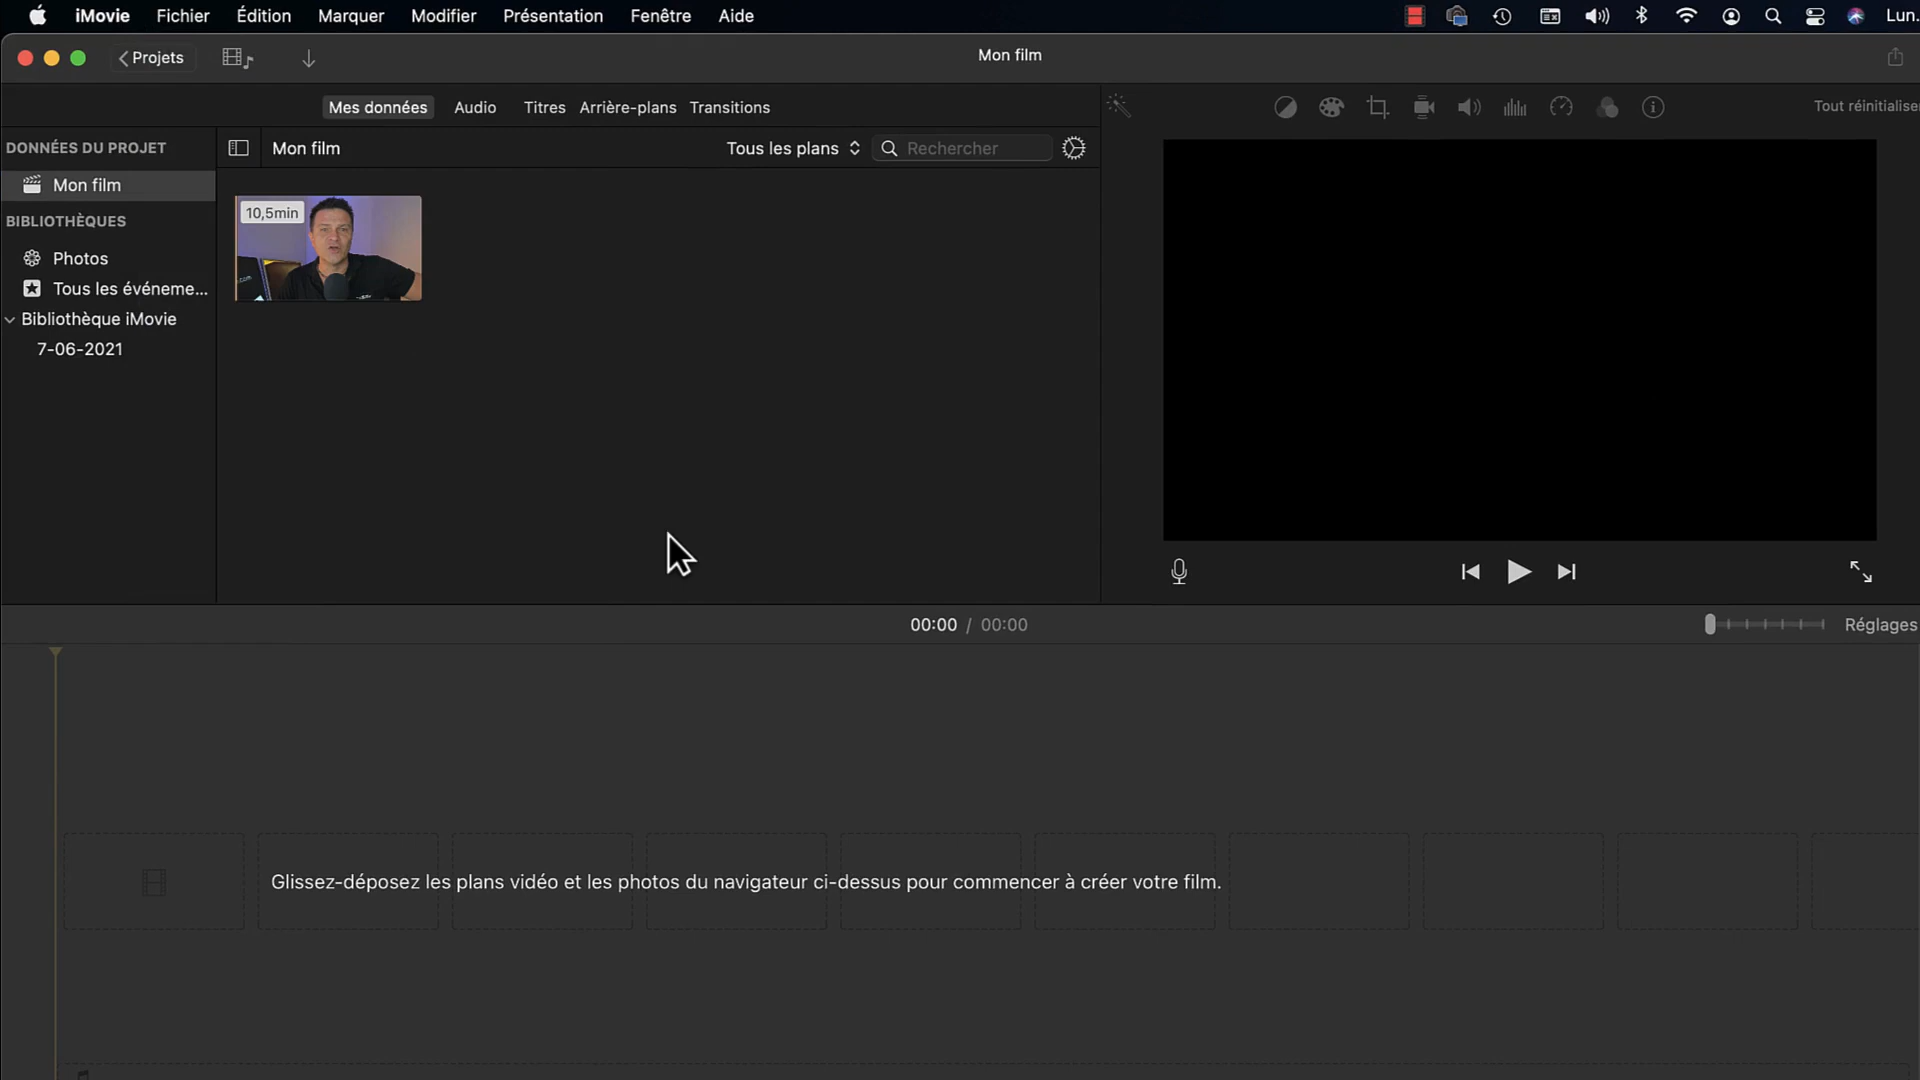 iMovie Fichier Édition Marquer Modifier Présentation Fenêtre Aide Lun.
Projets Mon film
Mes données Audio Titres Arrière-plans Transitions Tout réinitialiser
DONNÉES DU PROJET Mon film Tous les plans Rechercher
Mon film
10,5min
BIBLIOTHÈQUES
Photos
Tous les événeme...
Bibliothèque iMovie
7-06-2021
00:00 / 00:00 Réglages
Glissez-déposez les plans vidéo et les photos du navigateur ci-dessus pour commencer à créer votre film.